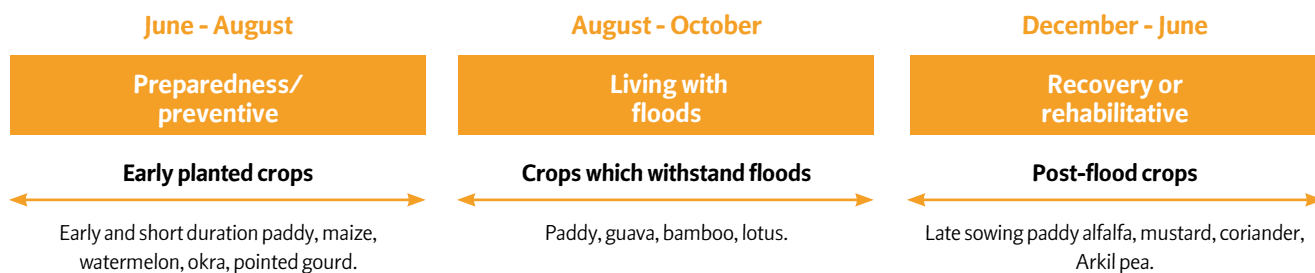 June - August
Preparedness/
preventive
Early planted crops
Early and short duration paddy, maize,
watermelon, okra, pointed gourd.
August - October
Living with
floods
Crops which withstand floods
Paddy, guava, bamboo, lotus.
December - June
Recovery or
rehabilitative
Post-flood crops
Late sowing paddy alfalfa, mustard, coriander,
Arkil pea.